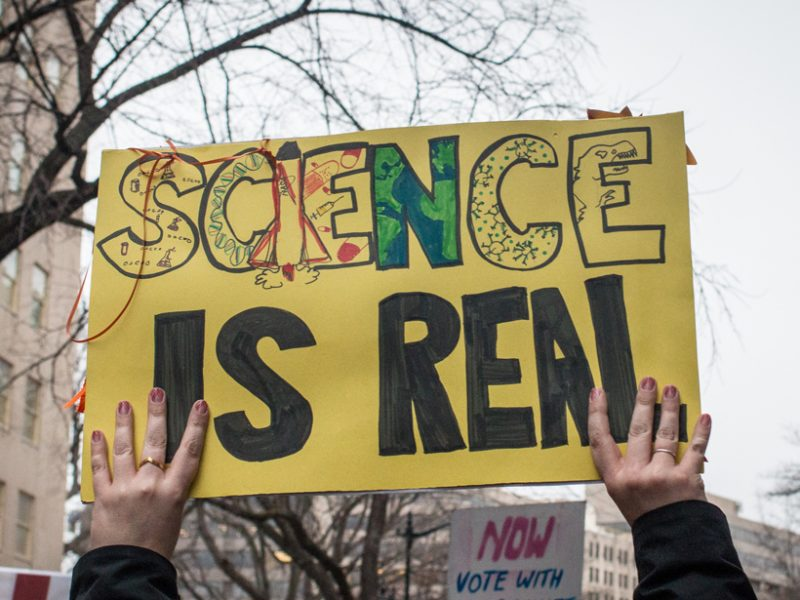 SCIENCE
IS REAL
NOW
VOTE WITH